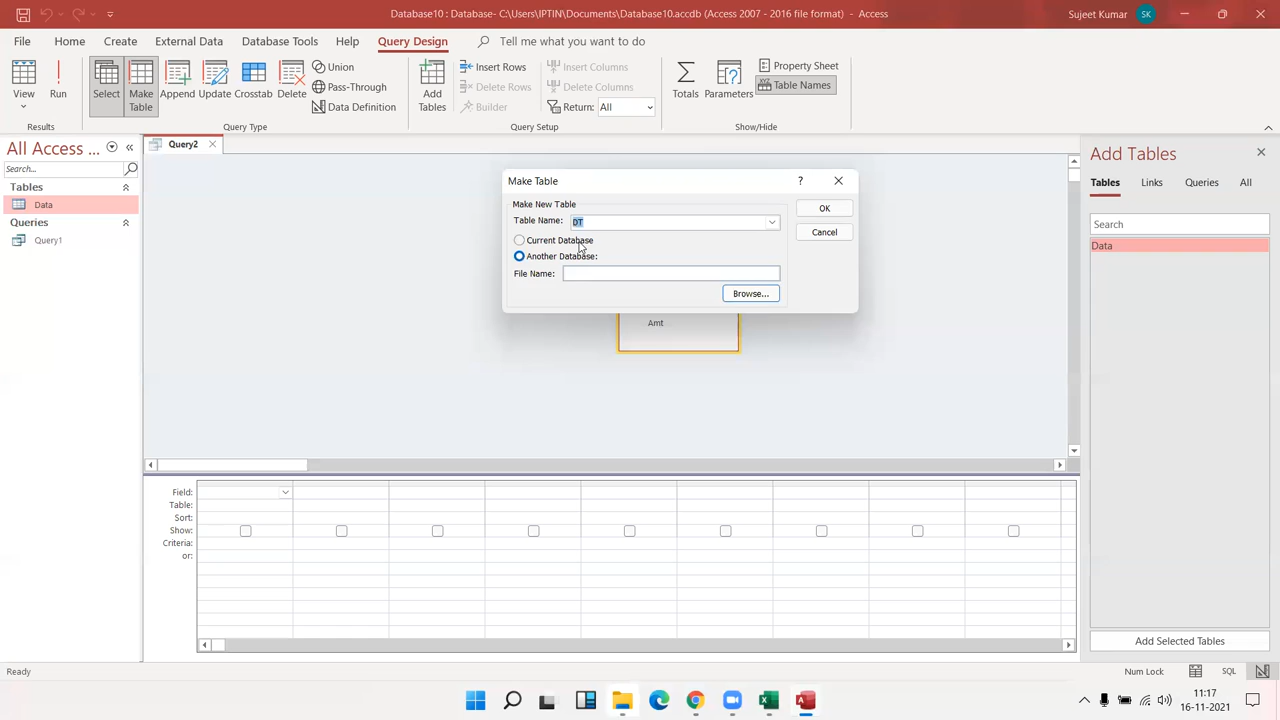 Database10 : Database- C:\Users\IPTIN\Documents\Database10.accdb (Access 2007 - 2016 file format) - Access
Sujeet Kumar SK
File Home Create External Data Database Tools Help Query Design Tell me what you want to do
View
Run
Select
Make Table
Append
Update
Crosstab
Delete
Union
Pass-Through
Data Definition
Add Tables
Insert Rows
Delete Rows
Builder
Insert Columns
Delete Columns
Return: All
Totals
Parameters
Property Sheet
XYZ Table Names
Results
Query Type
Query Setup
Show/Hide
All Access ...
Search...
Tables
Data
Queries
Query1
Query2
Make Table
?
Make New Table
Table Name: DT
Current Database
Another Database:
File Name:
Browse...
OK
Cancel
Amt
Field:
Table:
Sort:
Show:
Criteria:
or:
Add Tables
Tables Links Queries All
Search
Data
Add Selected Tables
Ready
Num Lock
SQL
11:17
16-11-2021